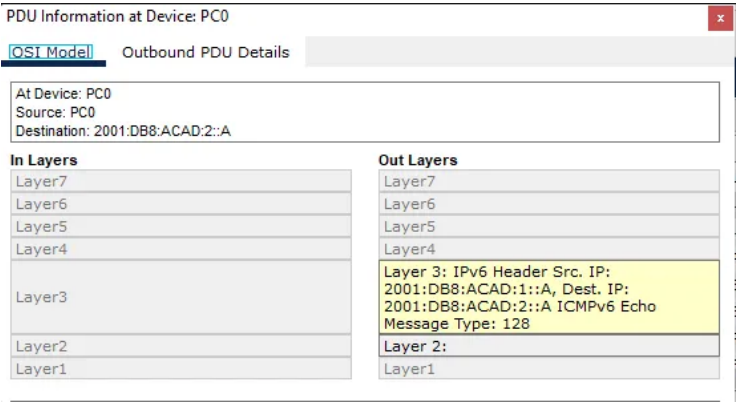 PDU Information at Device: PC0
x
OSI Model Outbound PDU Details
At Device: PC0
Source: PC0
Destination: 2001:DB8:ACAD:2::A
In Layers Out Layers
Layer7 Layer7
Layer6 Layer6
Layer5 Layer5
Layer4 Layer4
Layer3
Layer 3: IPv6 Header Src. IP:
2001:DB8:ACAD:1::A, Dest. IP:
2001:DB8:ACAD:2::A ICMPv6 Echo
Message Type: 128
Layer2 Layer 2:
Layer1 Layer1